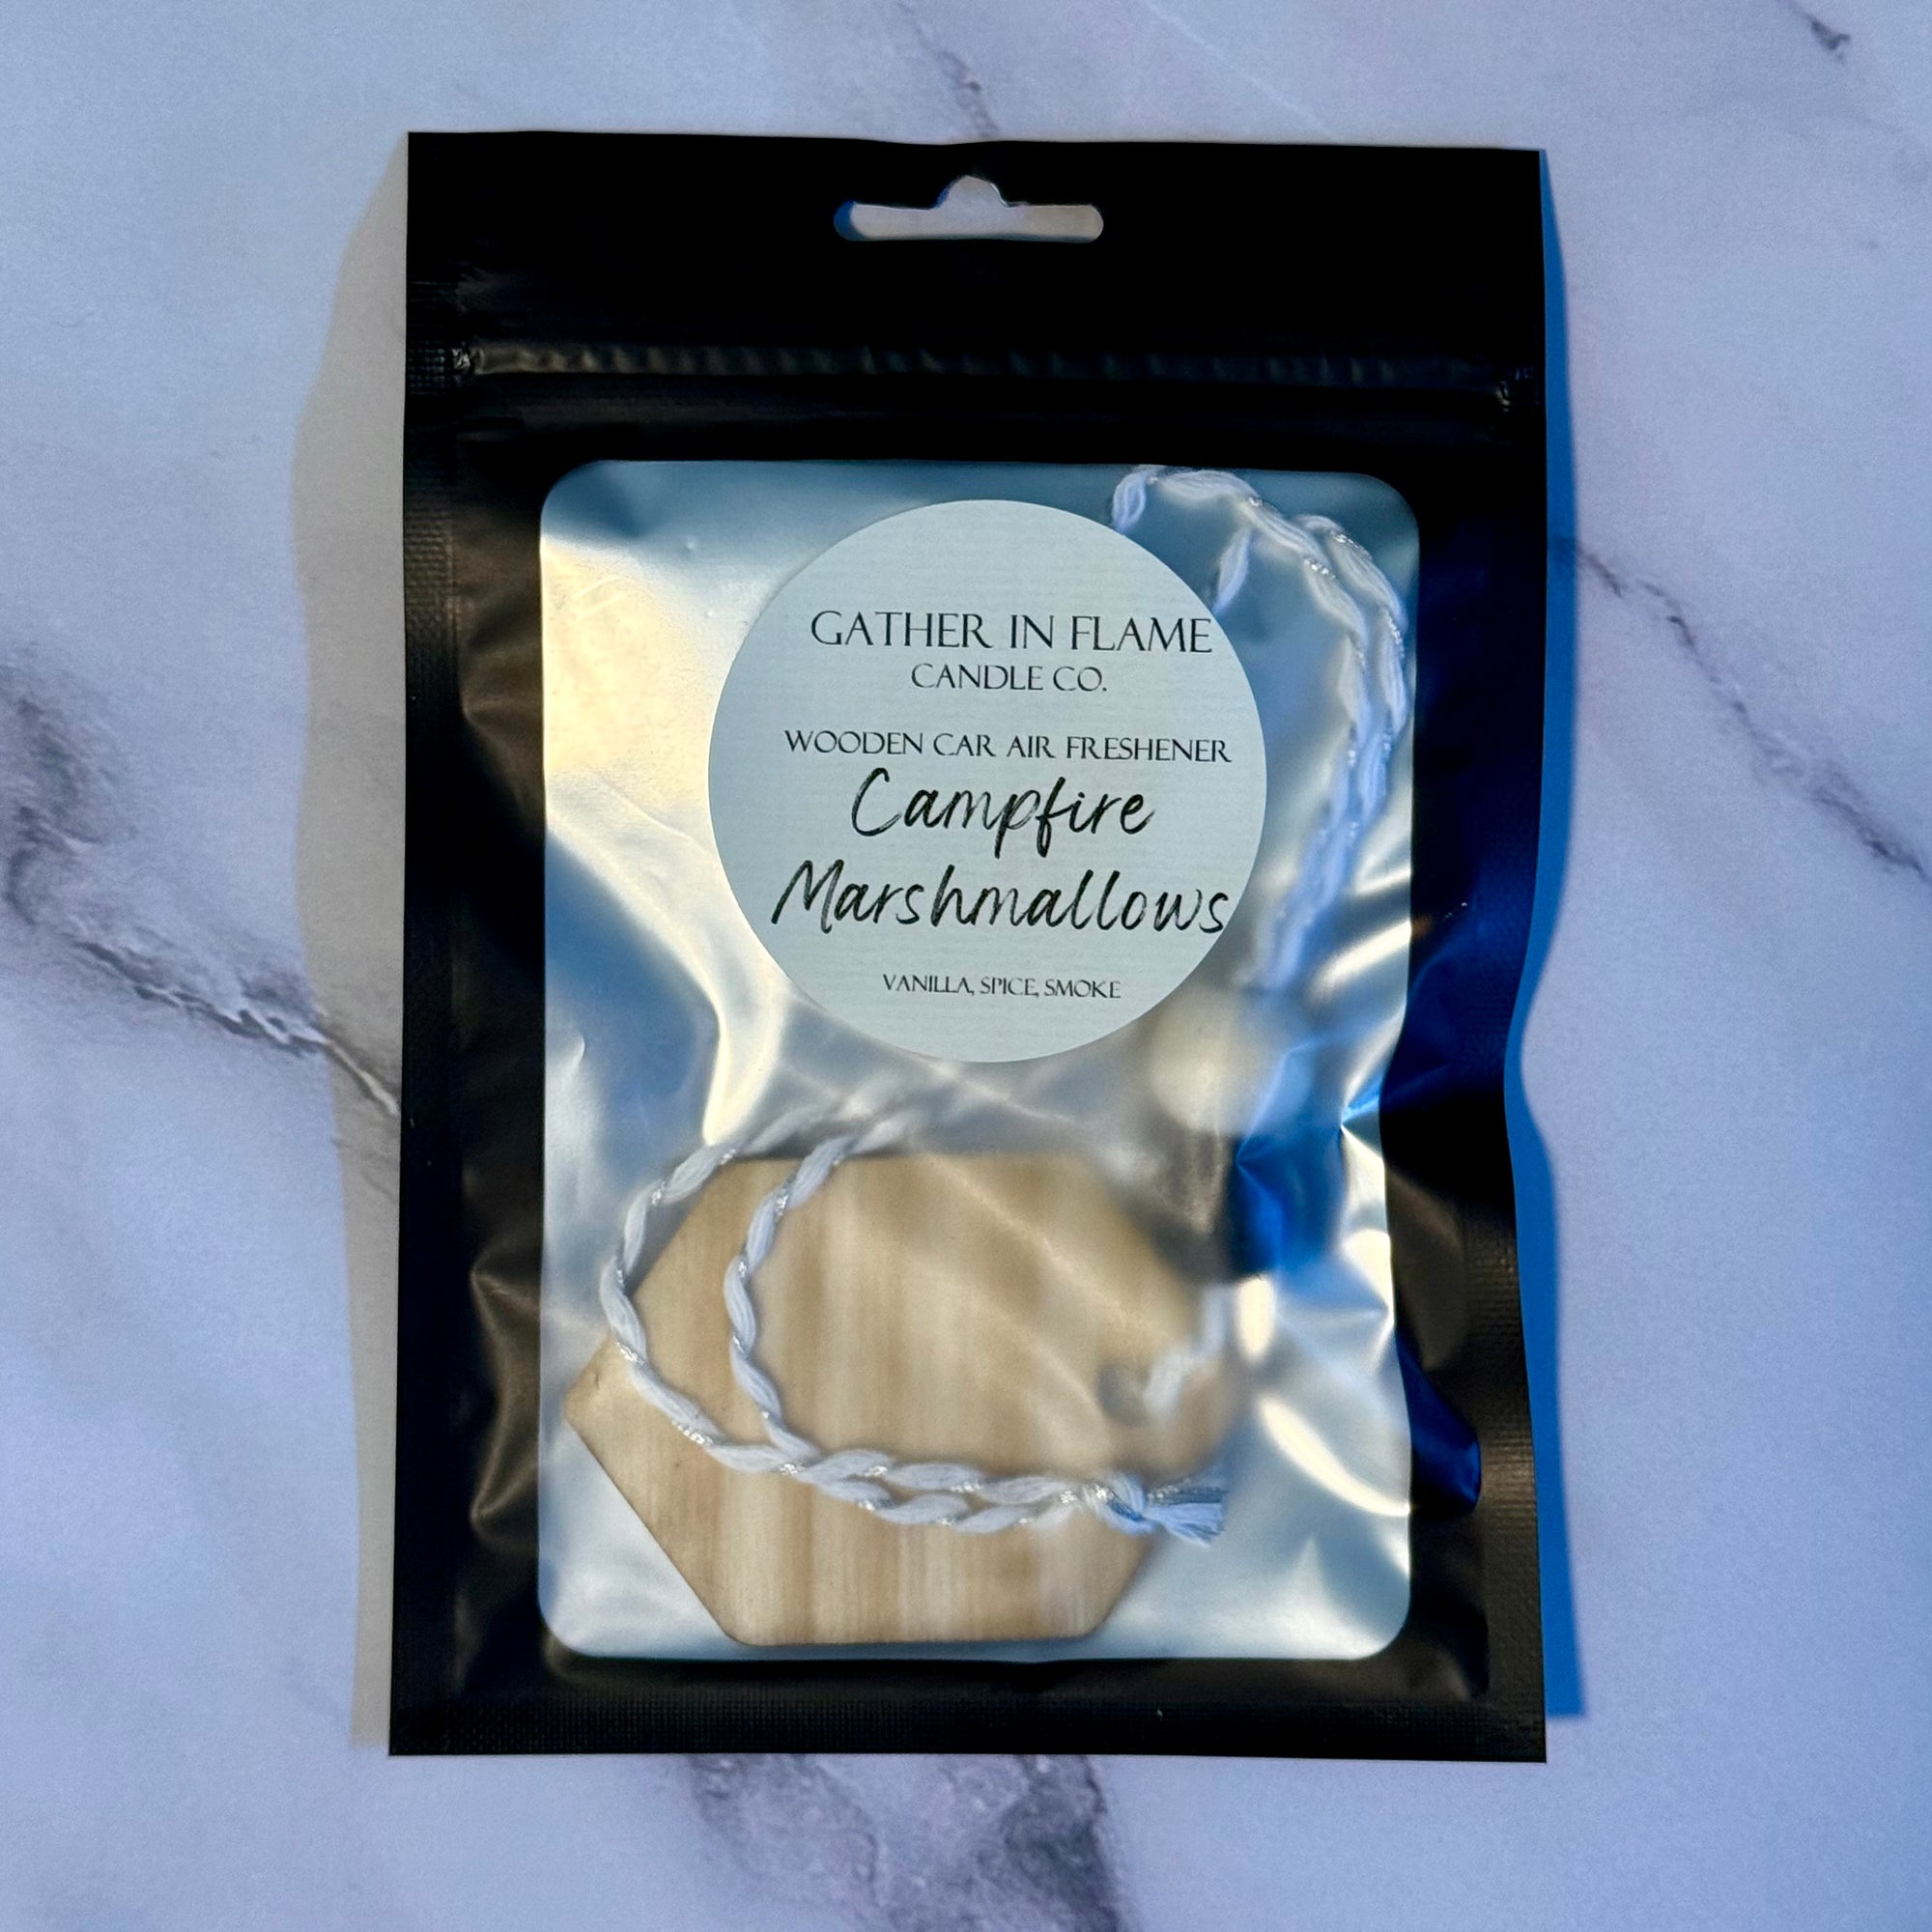 GATHER IN FLAME
CANDLE CO.
WOODEN CAR AIR FRESHENER
Campfire
Marshmallows
VANILLA, SPICE, SMOKE